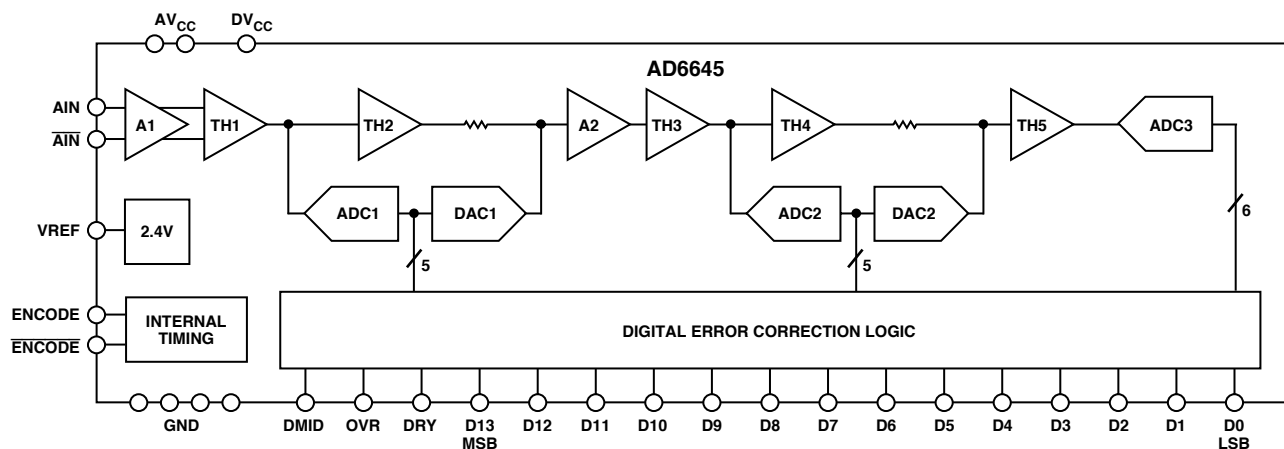 AVCC DVCC
AD6645
AIN
A1 TH1 TH2 A2 TH3 TH4 TH5 ADC3
AIN
ADC1 DAC1 ADC2 DAC2
VREF 2.4V
6
5 5
ENCODE
INTERNAL
TIMING
ENCODE
DIGITAL ERROR CORRECTION LOGIC
GND DMID OVR DRY D13 D12 D11 D10 D9 D8 D7 D6 D5 D4 D3 D2 D1 D0
MSB LSB